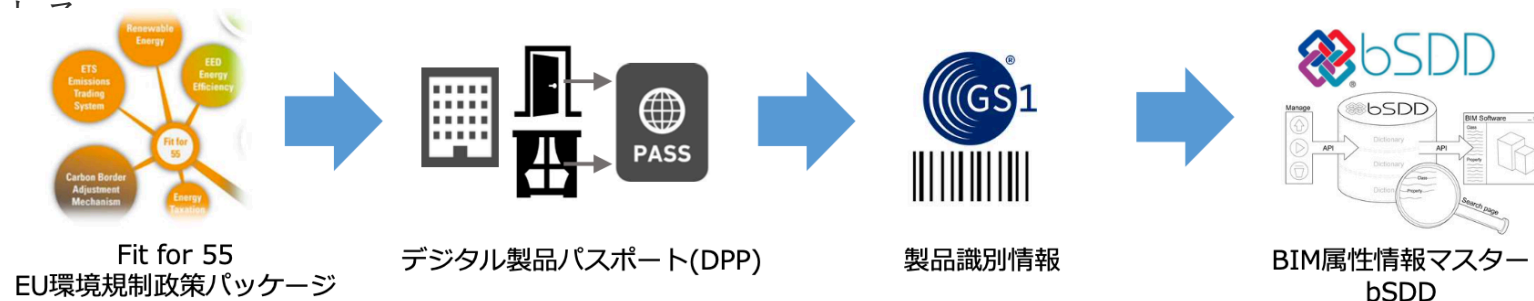 Renewable
Energy
ETS
Emissions
Trading
System
EED
Energy
Efficiency
Fit for
55
Carbon Border
Adjustment
Mechanism
Energy
Taxation
PASS
GS1
®
bSDD
Manage
API
bSDD
Dictionary
Dictionary
API
BIM Software
Class
Property
Class
Property
Search page
Fit for 55
EU環境規制政策パッケージ
デジタル製品パスポート(DPP)
製品識別情報
BIM属性情報マスター
bSDD